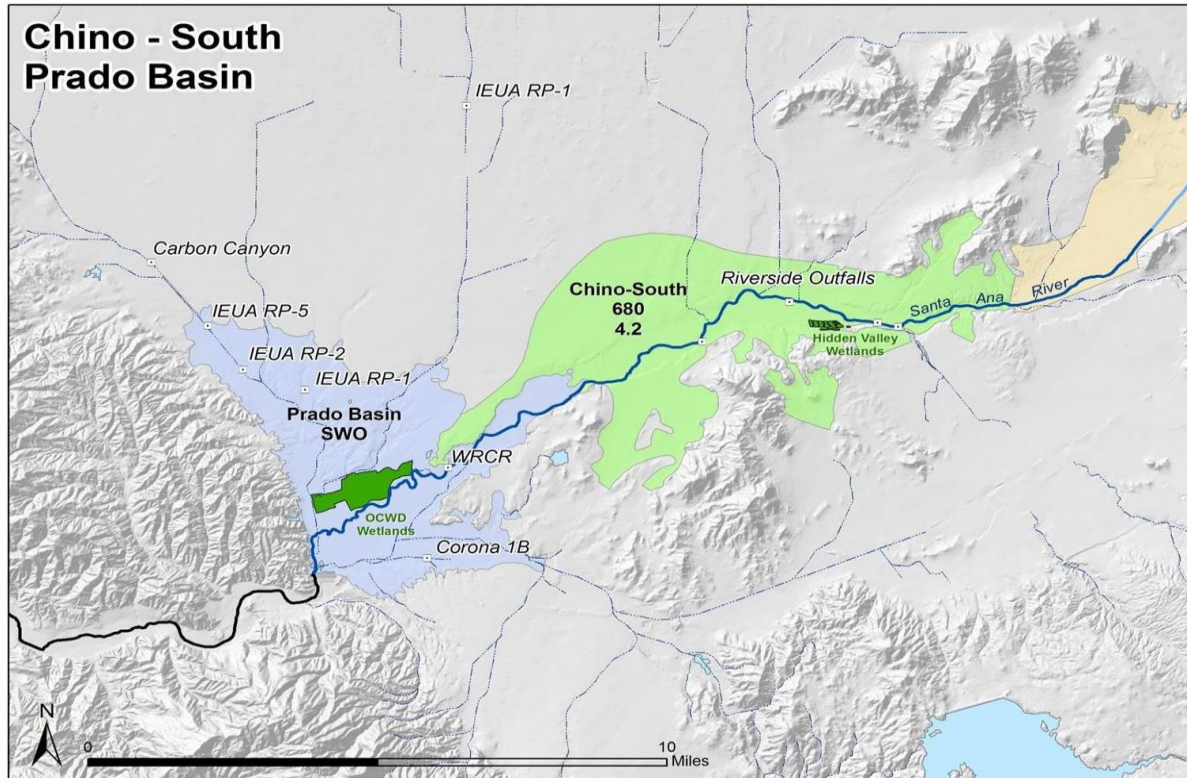 Chino - South
Prado Basin
IEUA RP-1
Carbon Canyon
IEUA RP-5
IEUA RP-2
IEUA RP-1
Prado Basin
SWO
Chino-South
680
4.2
Riverside Outfalls
Santa Ana River
Hidden Valley
Wetlands
WRCR
OCWD
Wetlands
Corona 1B
N
0
10
Miles